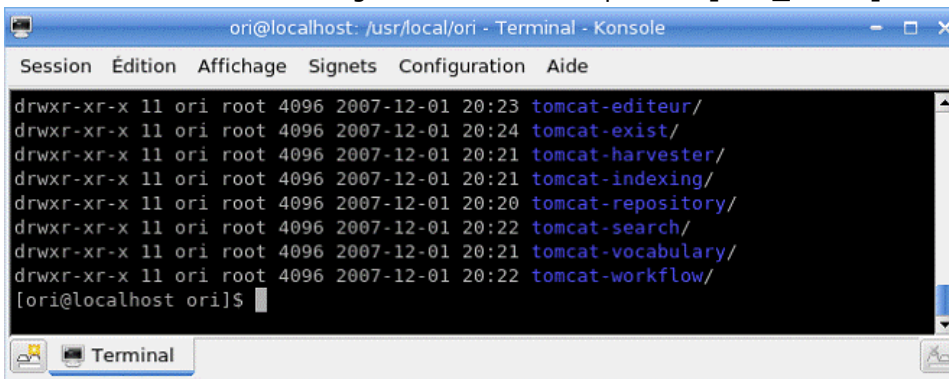 ori@localhost: /usr/local/ori - Terminal - Konsole
Session Édition Affichage Signets Configuration Aide
drwxr-xr-x 11 ori root 4096 2007-12-01 20:23 tomcat-editeur/
drwxr-xr-x 11 ori root 4096 2007-12-01 20:24 tomcat-exist/
drwxr-xr-x 11 ori root 4096 2007-12-01 20:21 tomcat-harvester/
drwxr-xr-x 11 ori root 4096 2007-12-01 20:21 tomcat-indexing/
drwxr-xr-x 11 ori root 4096 2007-12-01 20:20 tomcat-repository/
drwxr-xr-x 11 ori root 4096 2007-12-01 20:22 tomcat-search/
drwxr-xr-x 11 ori root 4096 2007-12-01 20:21 tomcat-vocabulary/
drwxr-xr-x 11 ori root 4096 2007-12-01 20:22 tomcat-workflow/
[ori@localhost ori]$
Terminal